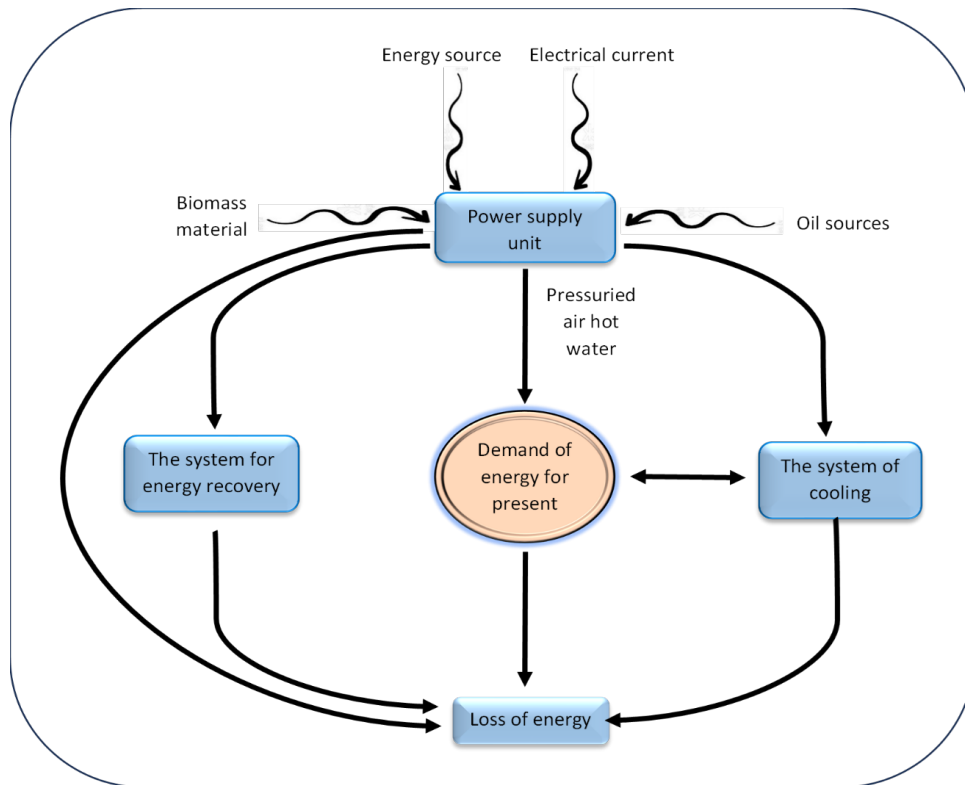 Energy source
Electrical current
Biomass
material
Power supply
unit
Oil sources
Pressuried
air hot
water
The system for
energy recovery
Demand of
energy for
present
The system of
cooling
Loss of energy